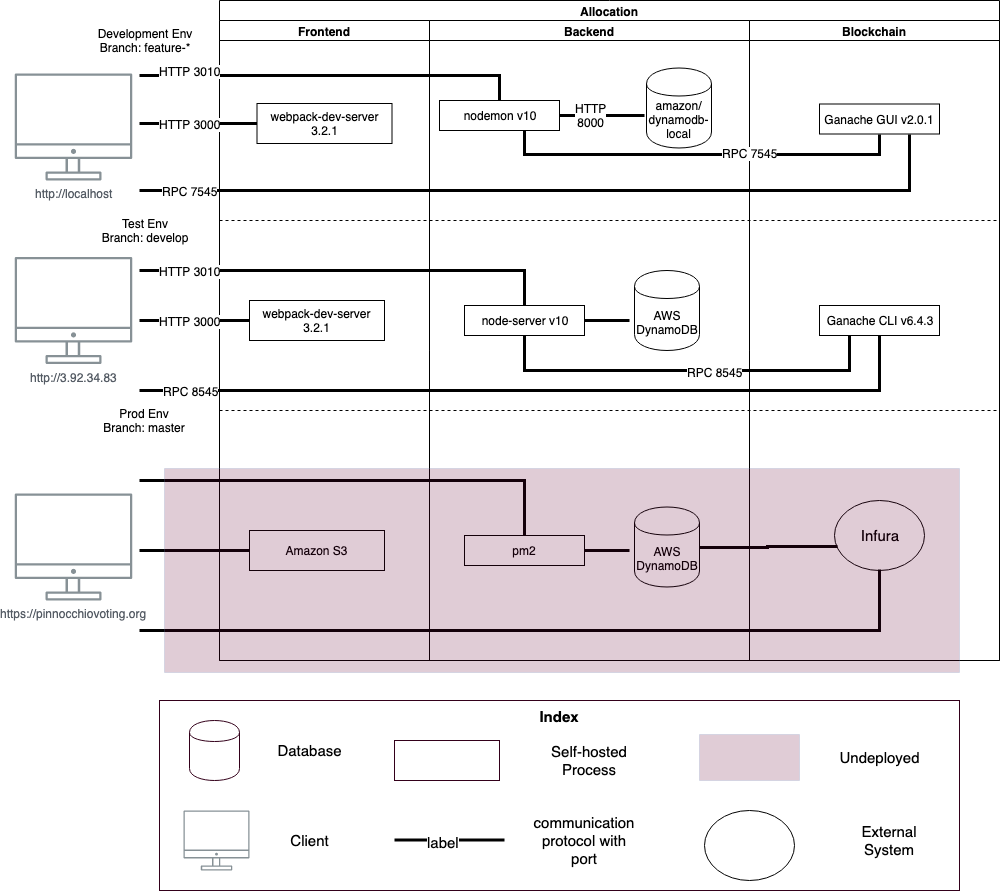 Allocation
Frontend
Backend
Blockchain
Development Env
Branch: feature-*
HTTP 3010
HTTP 3000
webpack-dev-server
3.2.1
nodemon v10
HTTP
8000
amazon/
dynamodb-
local
Ganache GUI v2.0.1
RPC 7545
RPC 7545
http://localhost
Test Env
Branch: develop
HTTP 3010
HTTP 3000
webpack-dev-server
3.2.1
node-server v10
AWS
DynamoDB
Ganache CLI v6.4.3
RPC 8545
http://3.92.34.83
RPC 8545
Prod Env
Branch: master
Amazon S3
pm2
AWS
DynamoDB
Infura
https://pinnocchiovoting.org
Index
Database
Self-hosted
Process
Undeployed
Client
label
communication
protocol with
port
External
System